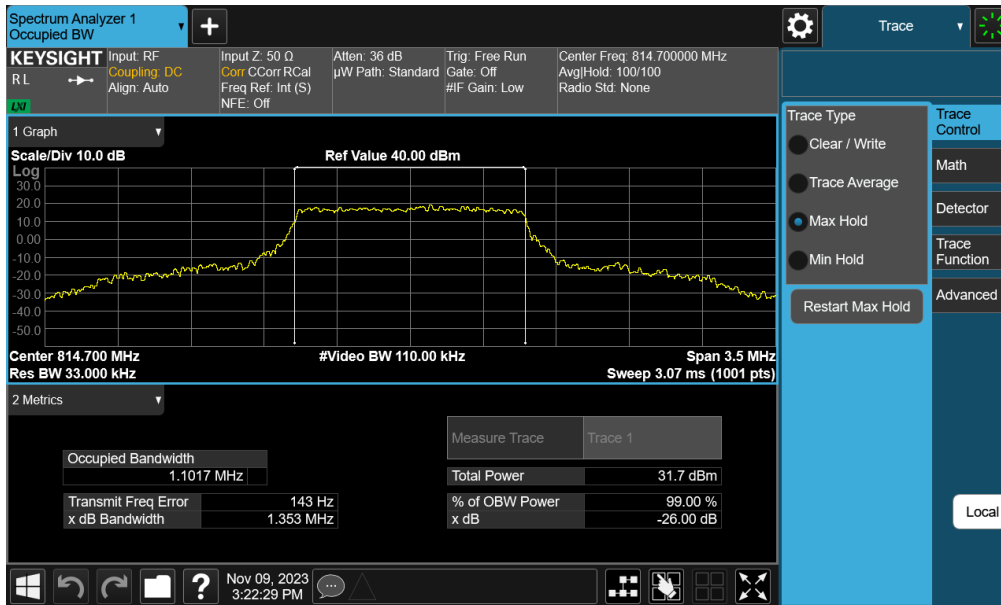 Spectrum Analyzer 1
Occupied BW
+
Trace
KEYSIGHT
R L
LXI
Input: RF
Coupling: DC
Align: Auto
Input Z: 50 Ω
Corr CCorr RCal
Freq Ref: Int (S)
NFE: Off
Atten: 36 dB
µW Path: Standard
Trig: Free Run
Gate: Off
#IF Gain: Low
Center Freq: 814.700000 MHz
Avg|Hold: 100/100
Radio Std: None
1 Graph
Scale/Div 10.0 dB
Ref Value 40.00 dBm
Log
30.0
20.0
10.0
0.00
-10.0
-20.0
-30.0
-40.0
-50.0
Center 814.700 MHz
#Video BW 110.00 kHz
Span 3.5 MHz
Res BW 33.000 kHz
Sweep 3.07 ms (1001 pts)
2 Metrics
Measure Trace
Trace 1
Occupied Bandwidth
1.1017 MHz
Total Power
31.7 dBm
Transmit Freq Error
143 Hz
% of OBW Power
99.00 %
x dB Bandwidth
1.353 MHz
x dB
-26.00 dB
Trace Type
Clear / Write
Trace Average
Max Hold
Min Hold
Restart Max Hold
Trace
Control
Math
Detector
Trace
Function
Advanced
Local
?
Nov 09, 2023
3:22:29 PM